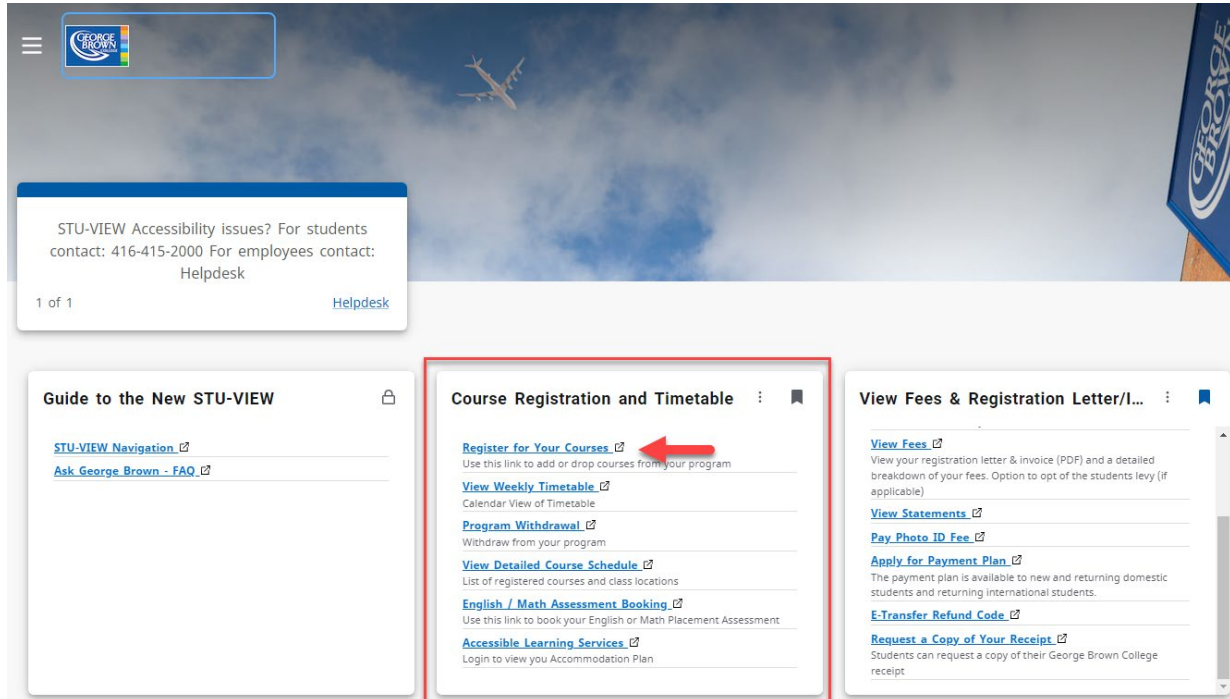 GEORGE
BROWN
COLLEGE
GEORGE
BROWN
STU-VIEW Accessibility issues? For students
contact: 416-415-2000 For employees contact:
Helpdesk
1 of 1
Helpdesk
Guide to the New STU-VIEW
STU-VIEW Navigation
Ask George Brown - FAQ
Course Registration and Timetable
Register for Your Courses
Use this link to add or drop courses from your program
View Weekly Timetable
Calendar View of Timetable
Program Withdrawal
Withdraw from your program
View Detailed Course Schedule
List of registered courses and class locations
English / Math Assessment Booking
Use this link to book your English or Math Placement Assessment
Accessible Learning Services
Login to view you Accommodation Plan
View Fees & Registration Letter/I...
View Fees
View your registration letter & invoice (PDF) and a detailed
breakdown of your fees. Option to opt of the students levy (if
applicable)
View Statements
Pay Photo ID Fee
Apply for Payment Plan
The payment plan is available to new and returning domestic
students and returning international students.
E-Transfer Refund Code
Request a Copy of Your Receipt
Students can request a copy of their George Brown College
receipt